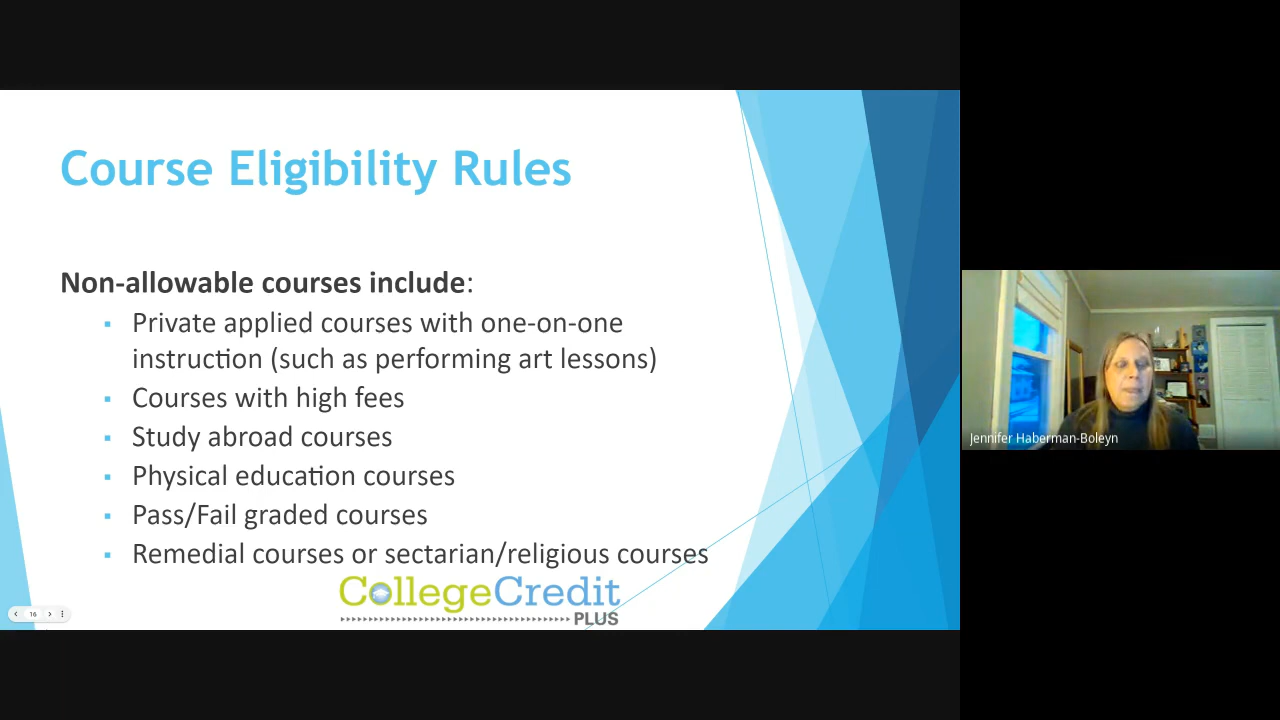 Course Eligibility Rules
Non-allowable courses include:
Private applied courses with one-on-one
instruction (such as performing art lessons)
Courses with high fees
Study abroad courses
Physical education courses
Pass/Fail graded courses
Remedial courses or sectarian/religious courses
CollegeCredit
PLUS
16
Jennifer Haberman-Boleyn